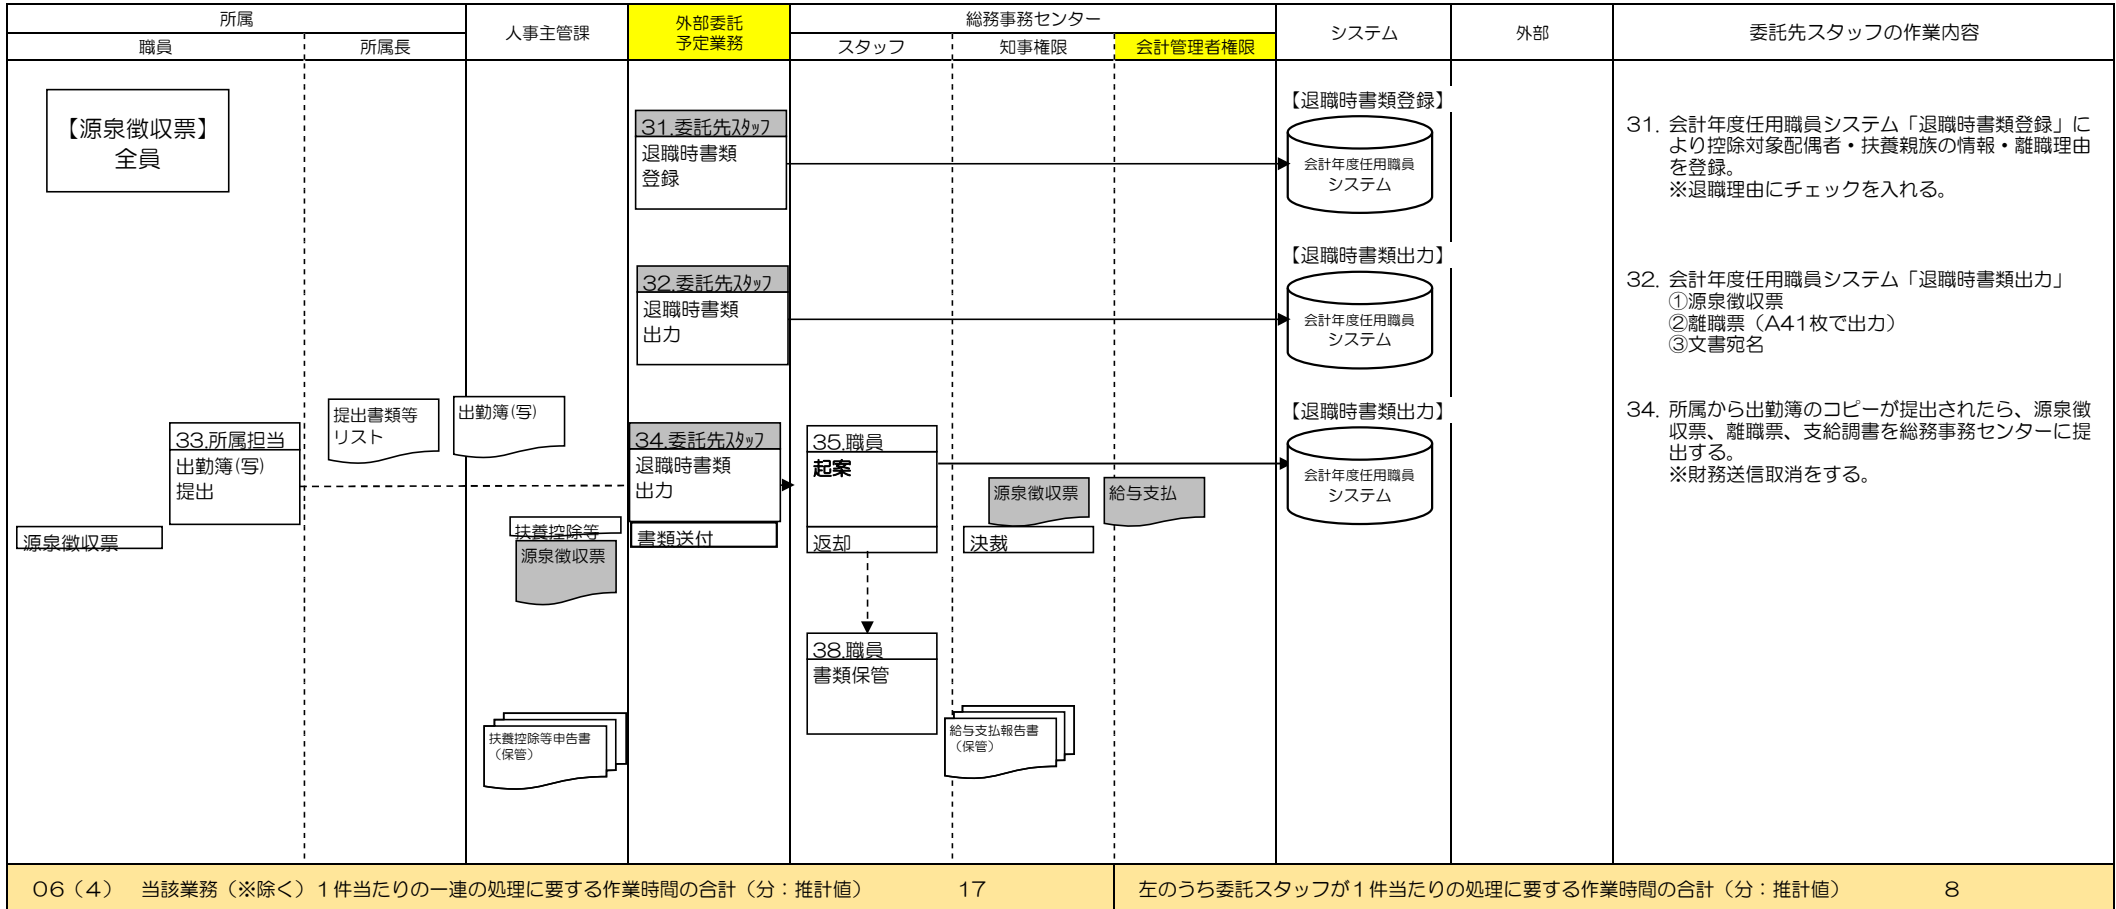 所属
職員
所属長
人事主管課
外部委託
予定業務
総務事務センター
スタッフ
知事権限
会計管理者権限
システム
外部
委託先スタッフの作業内容
【源泉徴収票】
全員
31.委託先ｽﾀｯﾌ
退職時書類
登録
【退職時書類登録】
会計年度任用職員
システム
31. 会計年度任用職員システム「退職時書類登録」に
より控除対象配偶者・扶養親族の情報・離職理由
を登録。
※退職理由にチェックを入れる。
32.委託先ｽﾀｯﾌ
退職時書類
出力
【退職時書類出力】
会計年度任用職員
システム
32. 会計年度任用職員システム「退職時書類出力」
①源泉徴収票
②離職票（A41枚で出力）
③文書宛名
33.所属担当
出勤簿(写)
提出
提出書類等
リスト
出勤簿(写)
34.委託先ｽﾀｯﾌ
退職時書類
出力
書類送付
35.職員
起案
返却
源泉徴収票
給与支払
決裁
【退職時書類出力】
会計年度任用職員
システム
34. 所属から出勤簿のコピーが提出されたら、源泉徴
収票、離職票、支給調書を総務事務センターに提
出する。
※財務送信取消をする。
源泉徴収票
扶養控除等
源泉徴収票
38.職員
書類保管
扶養控除等申告書
（保管）
給与支払報告書
（保管）
06（4）　当該業務（※除く）1件当たりの一連の処理に要する作業時間の合計（分：推計値）　17
左のうち委託スタッフが1件当たりの処理に要する作業時間の合計（分：推計値）　8